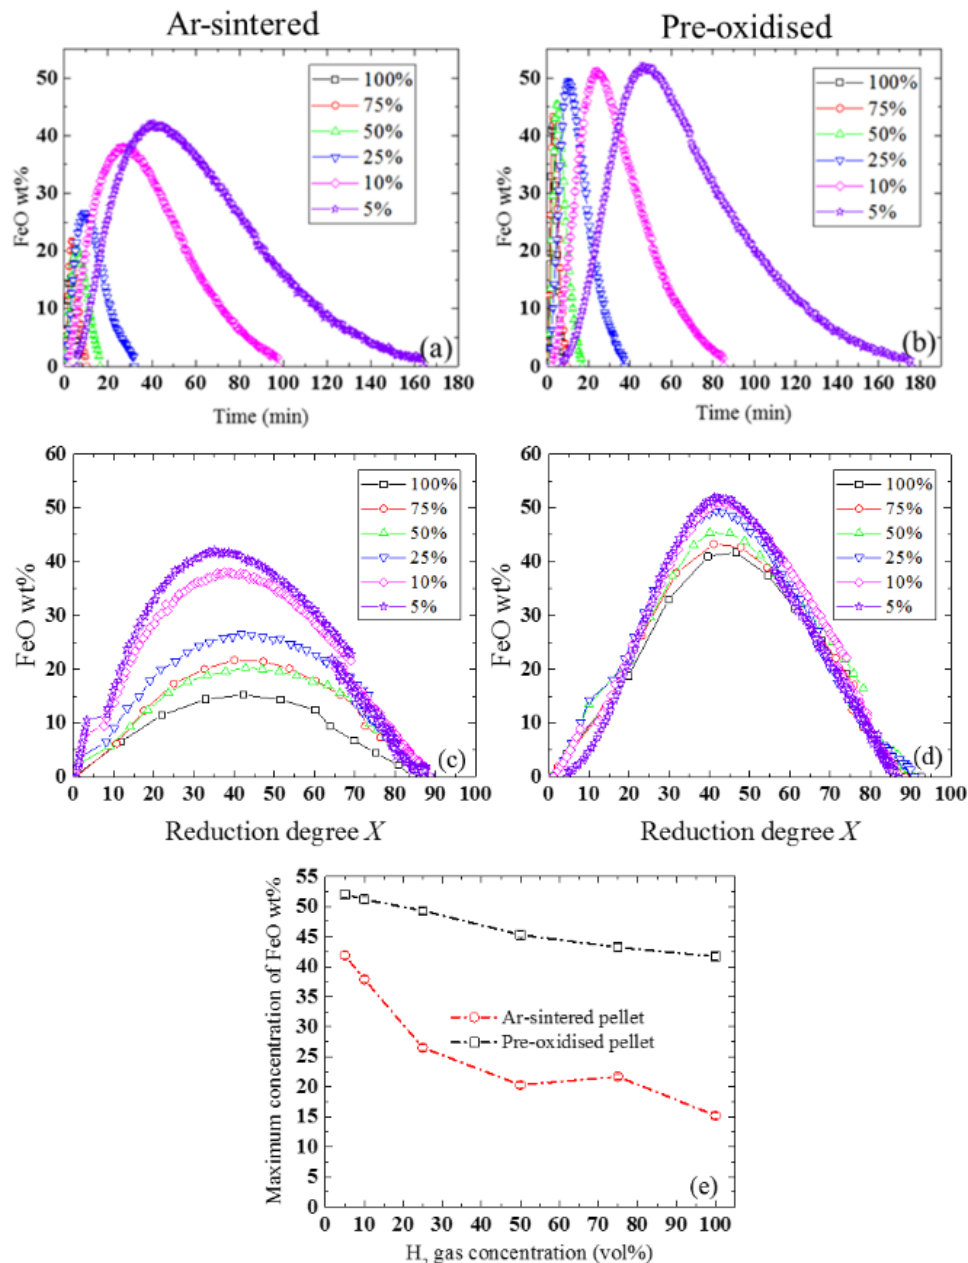 Ar-sintered
Pre-oxidised
FeO wt%
50
40
30
20
10
0
100%
75%
50%
25%
10%
5%
(a)
0 20 40 60 80 100 120 140 160 180
Time (min)
FeO wt%
50
40
30
20
10
0
100%
75%
50%
25%
10%
5%
(b)
0 20 40 60 80 100 120 140 160 180
Time (min)
FeO wt%
60
50
40
30
20
10
0
100%
75%
50%
25%
10%
5%
(c)
0 10 20 30 40 50 60 70 80 90 100
Reduction degree X
FeO wt%
60
50
40
30
20
10
0
100%
75%
50%
25%
10%
5%
(d)
0 10 20 30 40 50 60 70 80 90 100
Reduction degree X
Maximum concentration of FeO wt%
55
50
45
40
35
30
25
20
15
10
5
0
Ar-sintered pellet
Pre-oxidised pellet
(e)
0 10 20 30 40 50 60 70 80 90 100
H₂ gas concentration (vol%)